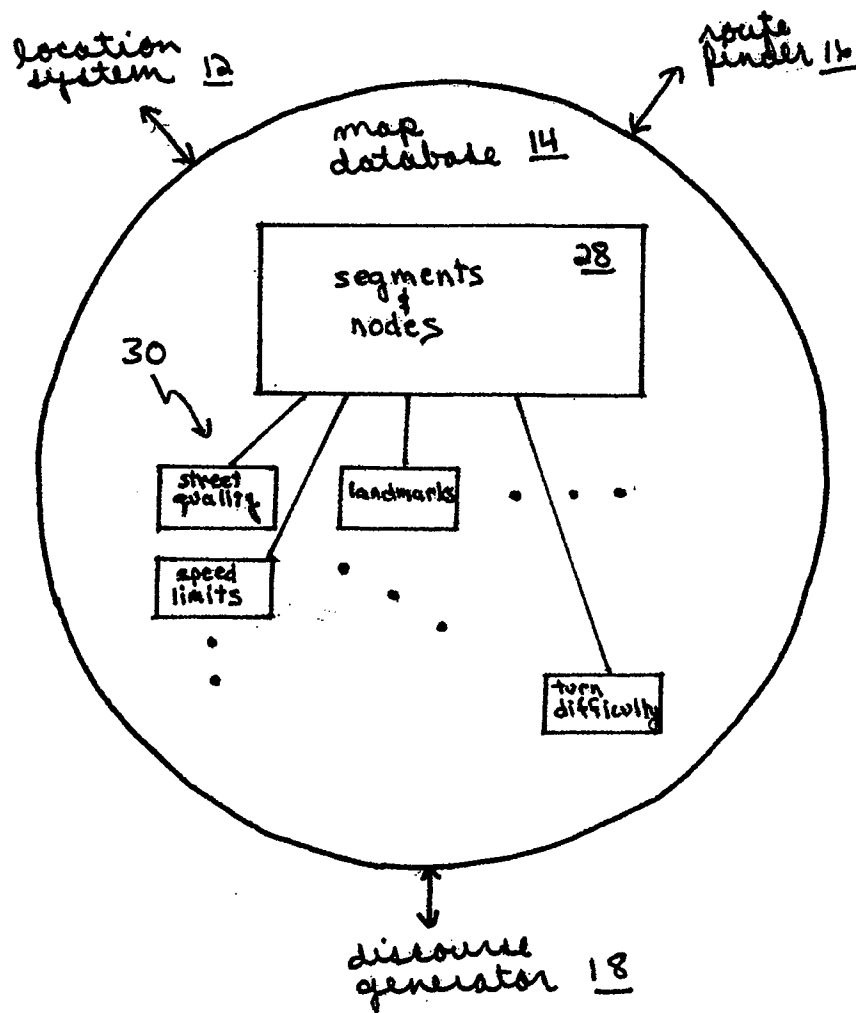 location
system 12
route
finder 16
map
database 14
28
segments
&
nodes
30
street
quality
landmarks
speed
limits
turn
difficulty
discourse
generator 18